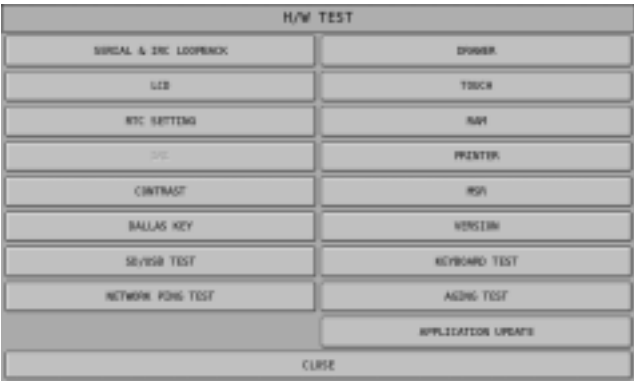 H/W TEST
SERIAL & IRC LOOPBACK
DRAWER
LCD
TOUCH
RTC SETTING
RAM
PRINTER
CONTRAST
MSR
DALLAS KEY
VERSION
SD/USB TEST
KEYBOARD TEST
NETWORK PING TEST
AGING TEST
APPLICATION UPDATE
CLOSE